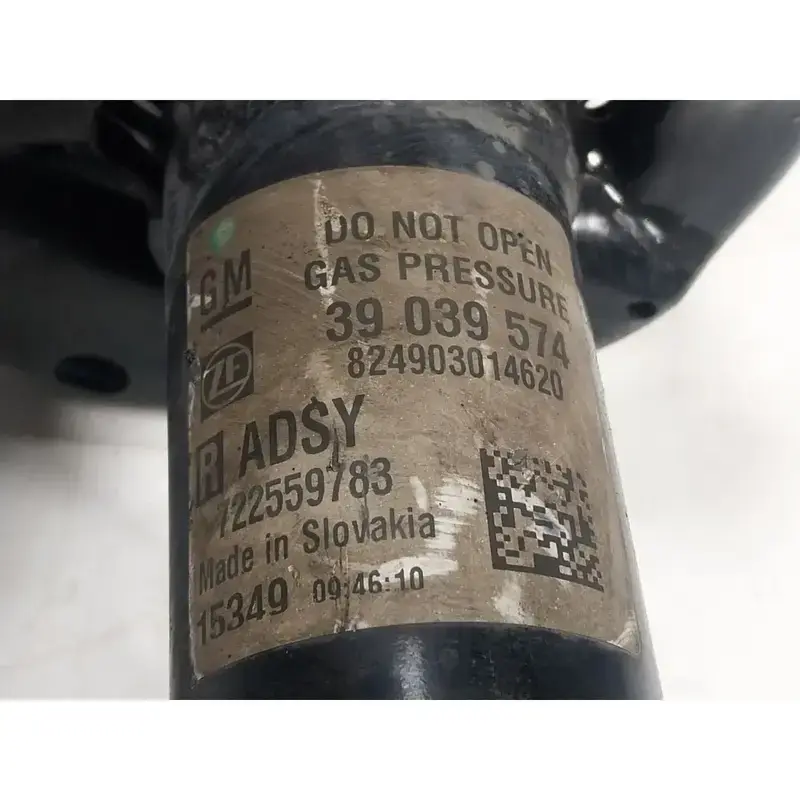 DO NOT OPEN
GM GAS PRESSURE
39 039 574
ZF 824903014620
R ADSY
722559783
Made in Slovakia
15349 09:46:10